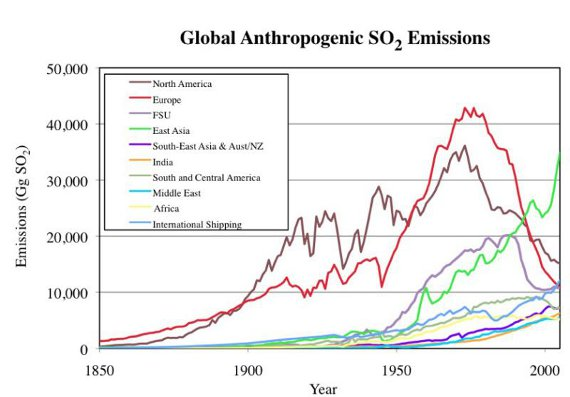 Global Anthropogenic SO2 Emissions
50,000
40,000
30,000
20,000
10,000
0
Emissions (Gg SO2)
North America
Europe
FSU
East Asia
South-East Asia & Aust/NZ
India
South and Central America
Middle East
Africa
International Shipping
1850
1900
1950
2000
Year